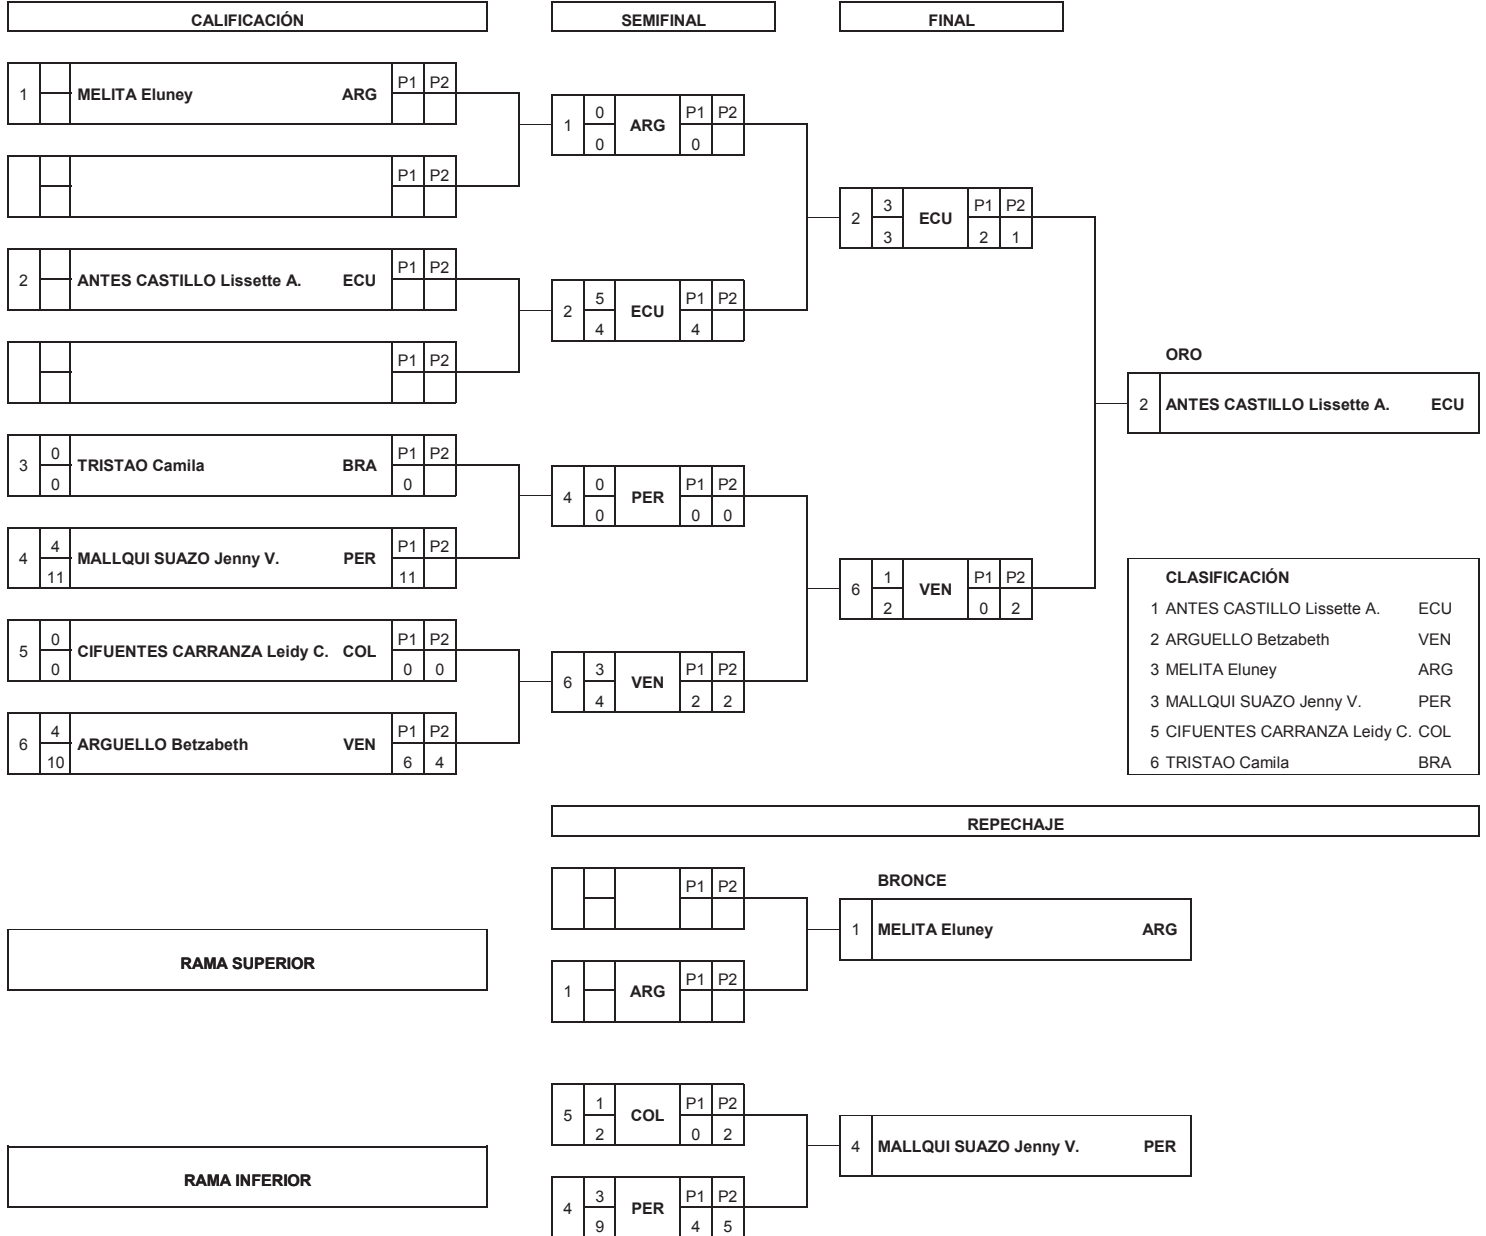 CALIFICACIÓN SEMIFINAL FINAL
1 MELITA Eluney ARG P1 P2
1 0 0 ARG P1 P2 0
P1 P2
2 3 3 ECU P1 P2 2 1
2 ANTES CASTILLO Lissette A. ECU P1 P2
2 5 4 ECU P1 P2 4
P1 P2
ORO
2 ANTES CASTILLO Lissette A. ECU
3 0 0 TRISTAO Camila BRA P1 P2 0
4 0 0 PER P1 P2 0 0
4 4 11 MALLQUI SUAZO Jenny V. PER P1 P2 11
6 1 2 VEN P1 P2 0 2
5 0 0 CIFUENTES CARRANZA Leidy C. COL P1 P2 0 0
6 3 4 VEN P1 P2 2 2
6 4 10 ARGUELLO Betzabeth VEN P1 P2 6 4
CLASIFICACIÓN
1 ANTES CASTILLO Lissette A. ECU
2 ARGUELLO Betzabeth VEN
3 MELITA Eluney ARG
3 MALLQUI SUAZO Jenny V. PER
5 CIFUENTES CARRANZA Leidy C. COL
6 TRISTAO Camila BRA
REPECHAJE
P1 P2
BRONCE
1 MELITA Eluney ARG
RAMA SUPERIOR
1 ARG P1 P2
5 1 2 COL P1 P2 0 2
4 MALLQUI SUAZO Jenny V. PER
RAMA INFERIOR
4 3 9 PER P1 P2 4 5